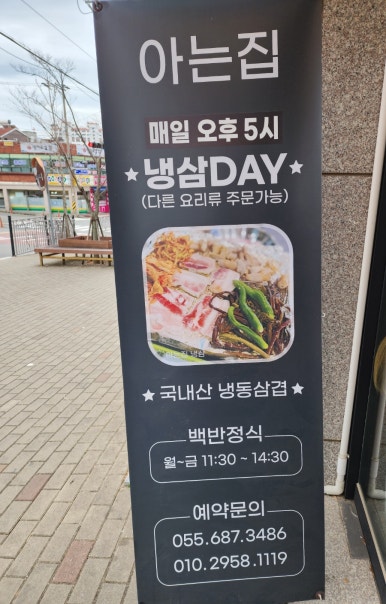 아는집
매일 오후 5시
냉삼DAY
(다른 요리류 주문가능)
국내산 냉동삼겹
백반정식
월~금 11:30 ~ 14:30
예약문의
055.687.3486
010.2958.1119